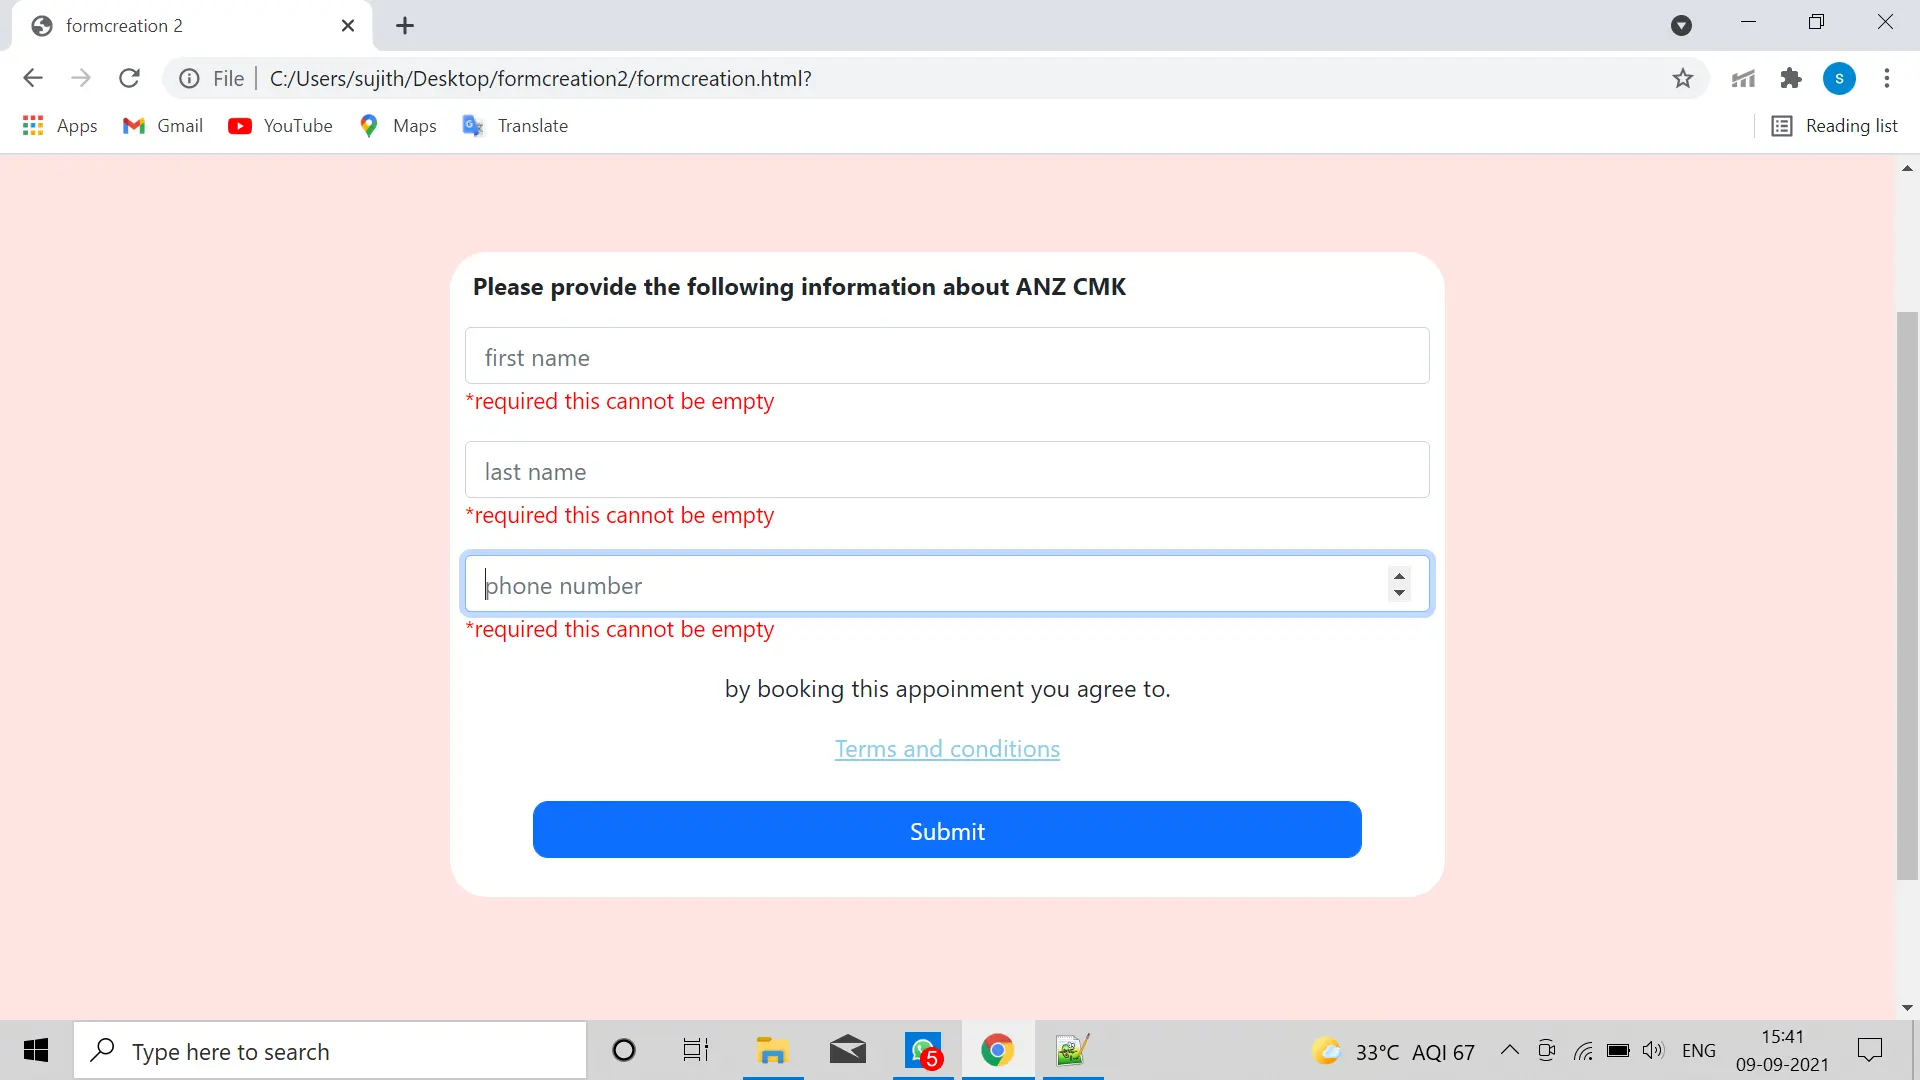 formcreation 2
File C:/Users/sujith/Desktop/formcreation2/formcreation.html?
s
Apps Gmail YouTube Maps Translate Reading list
Please provide the following information about ANZ CMK
first name
*required this cannot be empty
last name
*required this cannot be empty
phone number
*required this cannot be empty
by booking this appoinment you agree to.
Terms and conditions
Submit
Type here to search
5
33°C AQI 67
ENG
15:41
09-09-2021